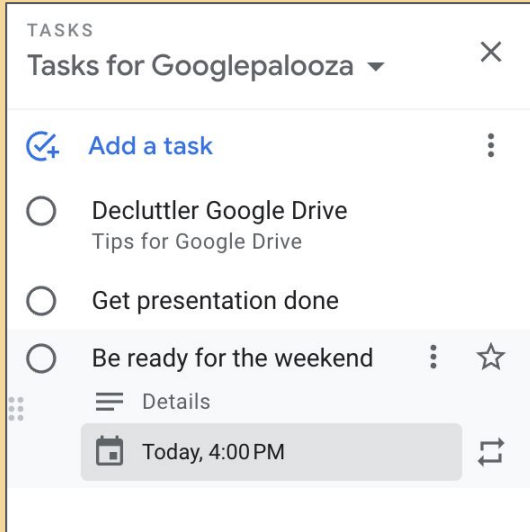 TASKS
Tasks for Googlepalooza
Add a task
Decluttler Google Drive
Tips for Google Drive
Get presentation done
Be ready for the weekend
Details
Today, 4:00 PM